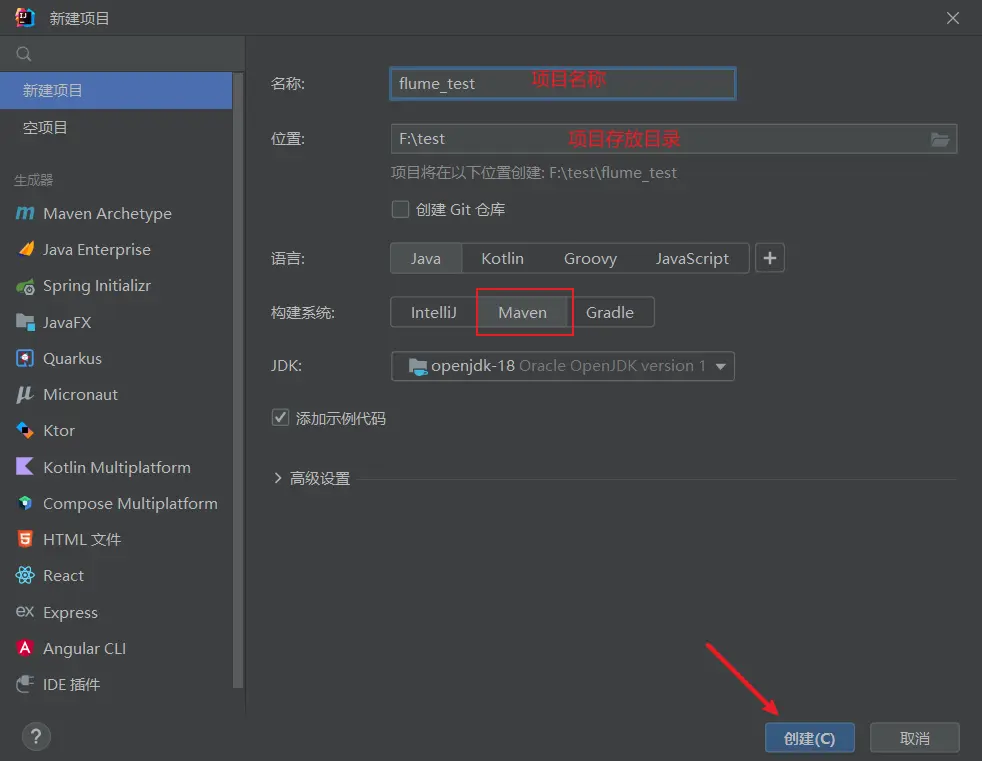 新建项目
新建项目
空项目
生成器
Maven Archetype
Java Enterprise
Spring Initializr
JavaFX
Quarkus
Micronaut
Ktor
Kotlin Multiplatform
Compose Multiplatform
HTML 文件
React
Express
Angular CLI
IDE 插件
名称: flume_test 项目名称
位置: F:\test 项目存放目录
项目将在以下位置创建: F:\test\flume_test
创建 Git 仓库
语言: Java Kotlin Groovy JavaScript +
构建系统: IntelliJ Maven Gradle
JDK: openjdk-18 Oracle OpenJDK version 1
添加示例代码
高级设置
? 创建(C) 取消